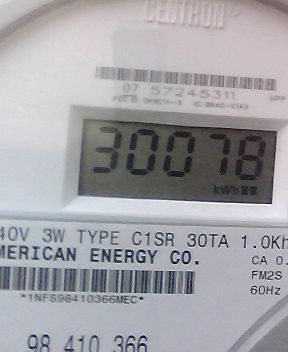 CENTRON®
07 57245311
30078
kWh
40V 3W TYPE C1SR 30TA 1.0Kh
MERICAN ENERGY CO.
CA 0.
FM2S
60Hz
*1NFS98410366MEC*
98 410 366